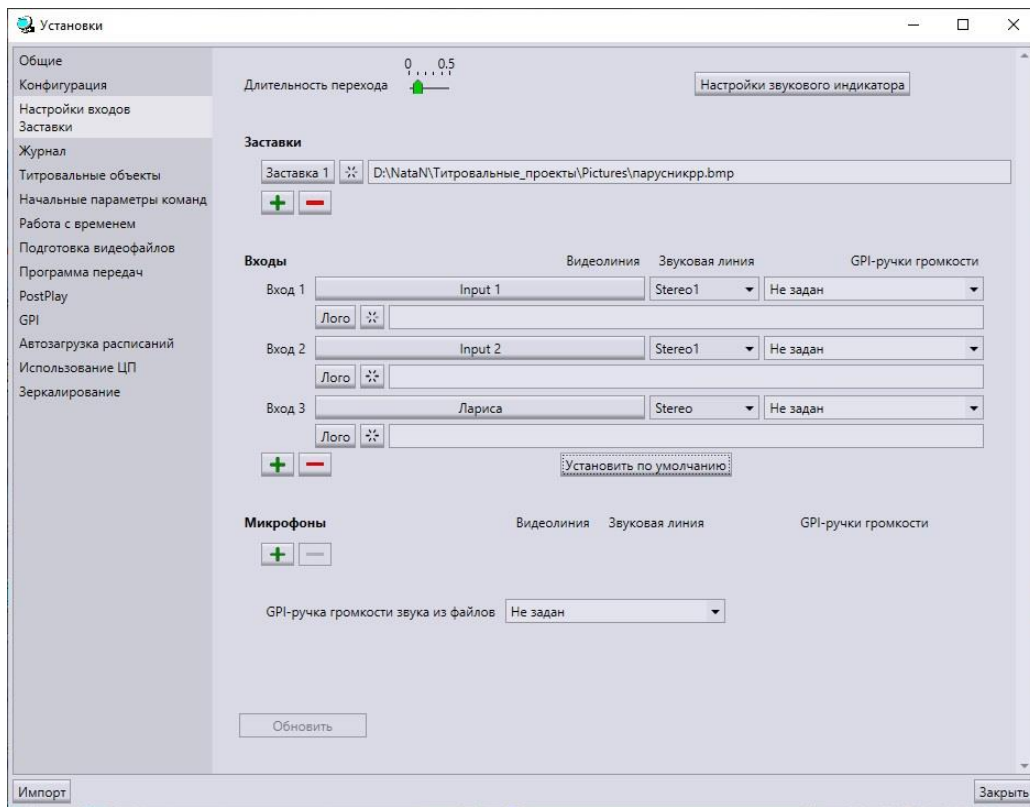 Установки
Общие
Конфигурация
Настройки входов
Заставки
Журнал
Титровальные объекты
Начальные параметры команд
Работа с временем
Подготовка видеофайлов
Программа передач
PostPlay
GPI
Автозагрузка расписаний
Использование ЦП
Зеркалирование
0 0.5
Длительность перехода
Настройки звукового индикатора
Заставки
Заставка 1 D:\NataN\Титровальные_проекты\Pictures\парусникрр.bmp
Входы Видеолиния Звуковая линия GPI-ручки громкости
Вход 1 Input 1 Stereo1 Не задан
Лого
Вход 2 Input 2 Stereo1 Не задан
Лого
Вход 3 Лариса Stereo Не задан
Лого
Установить по умолчанию
Микрофоны Видеолиния Звуковая линия GPI-ручки громкости
GPI-ручка громкости звука из файлов Не задан
Обновить
Импорт Закрыть